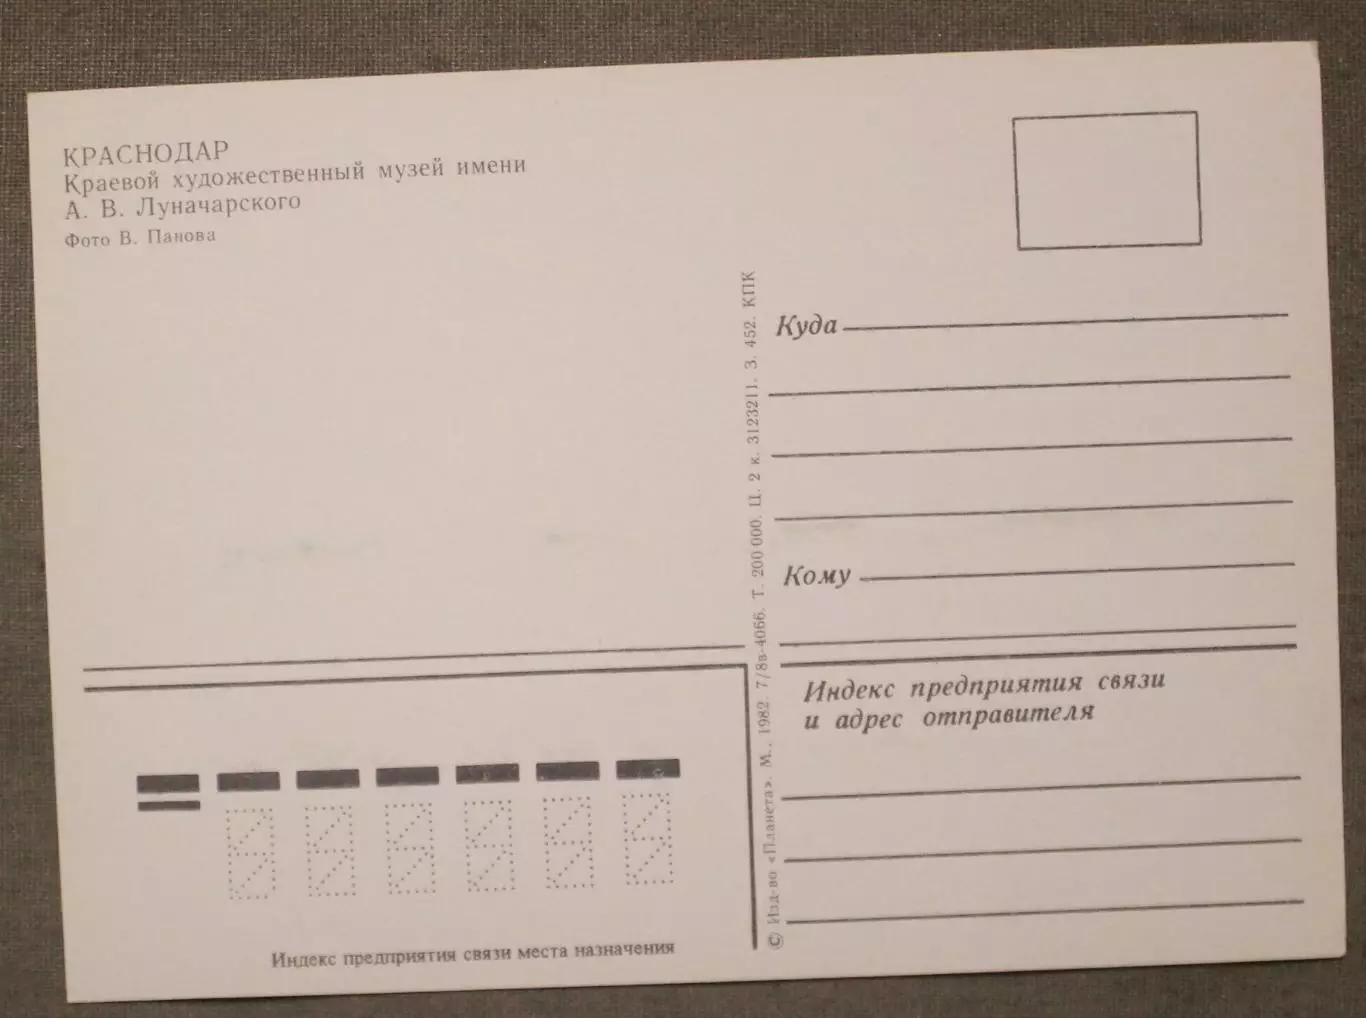 КРАСНОДАР
Краевой художественный музей имени
А. В. Луначарского
Фото В. Панова
© Изд-во «Планета». М., 1982. 7/8в-4066. Т. 200 000. Ц. 2 к. 3123211. З. 452. КПК
Куда
Кому
Индекс предприятия связи
и адрес отправителя
Индекс предприятия связи места назначения